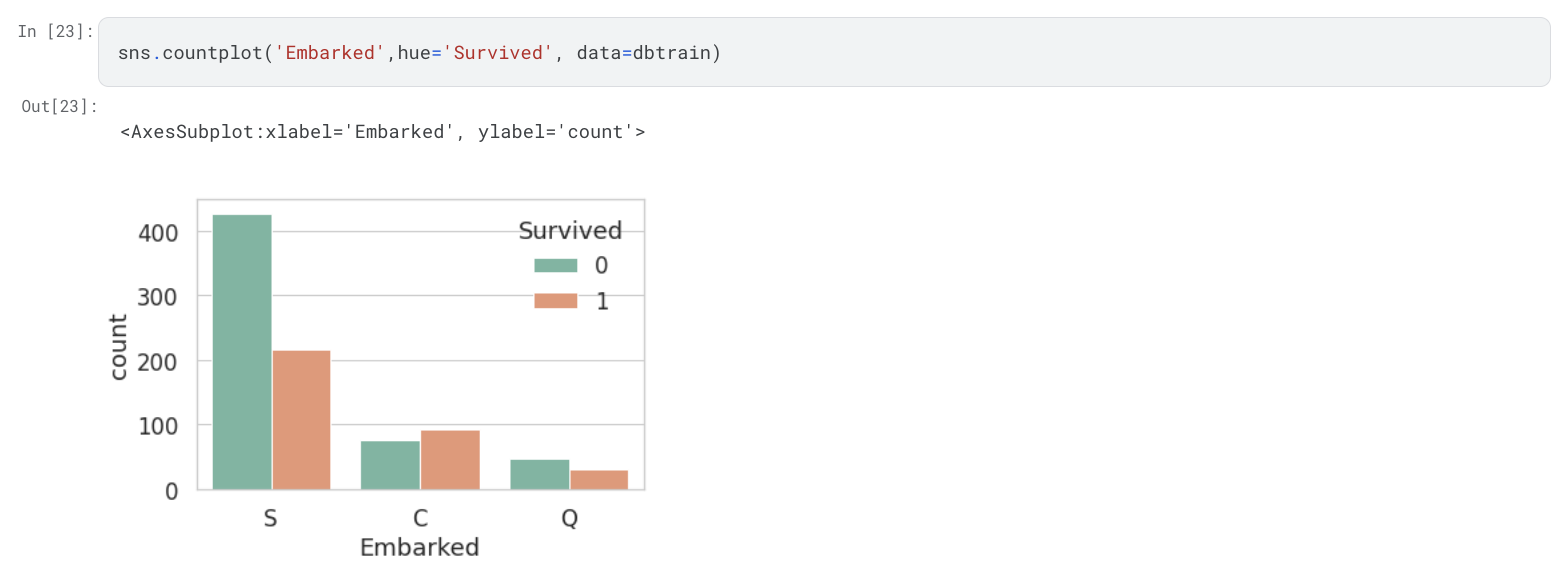 In [23]:
sns.countplot('Embarked',hue='Survived', data=dbtrain)
Out[23]:
<AxesSubplot:xlabel='Embarked', ylabel='count'>
Survived
0
1
400
300
200
100
0
count
S C Q
Embarked